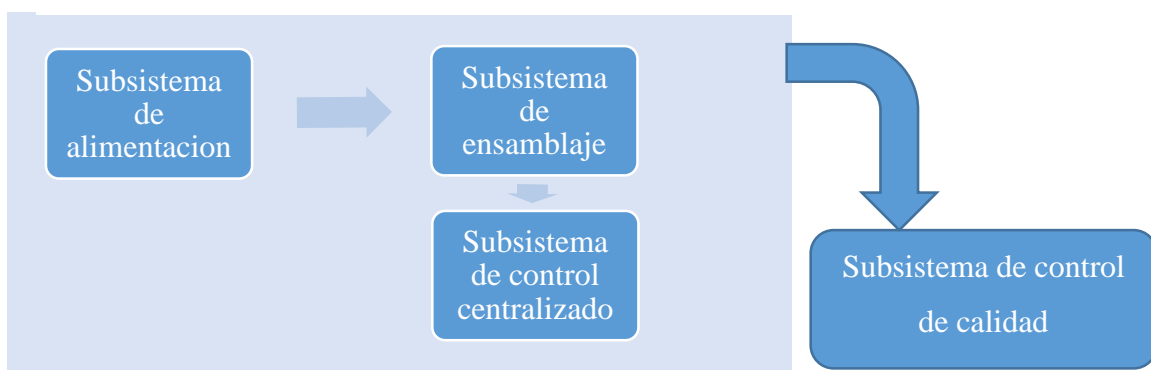 Subsistema
de
alimentacion
Subsistema
de
ensamblaje
Subsistema
de control
centralizado
Subsistema de control
de calidad